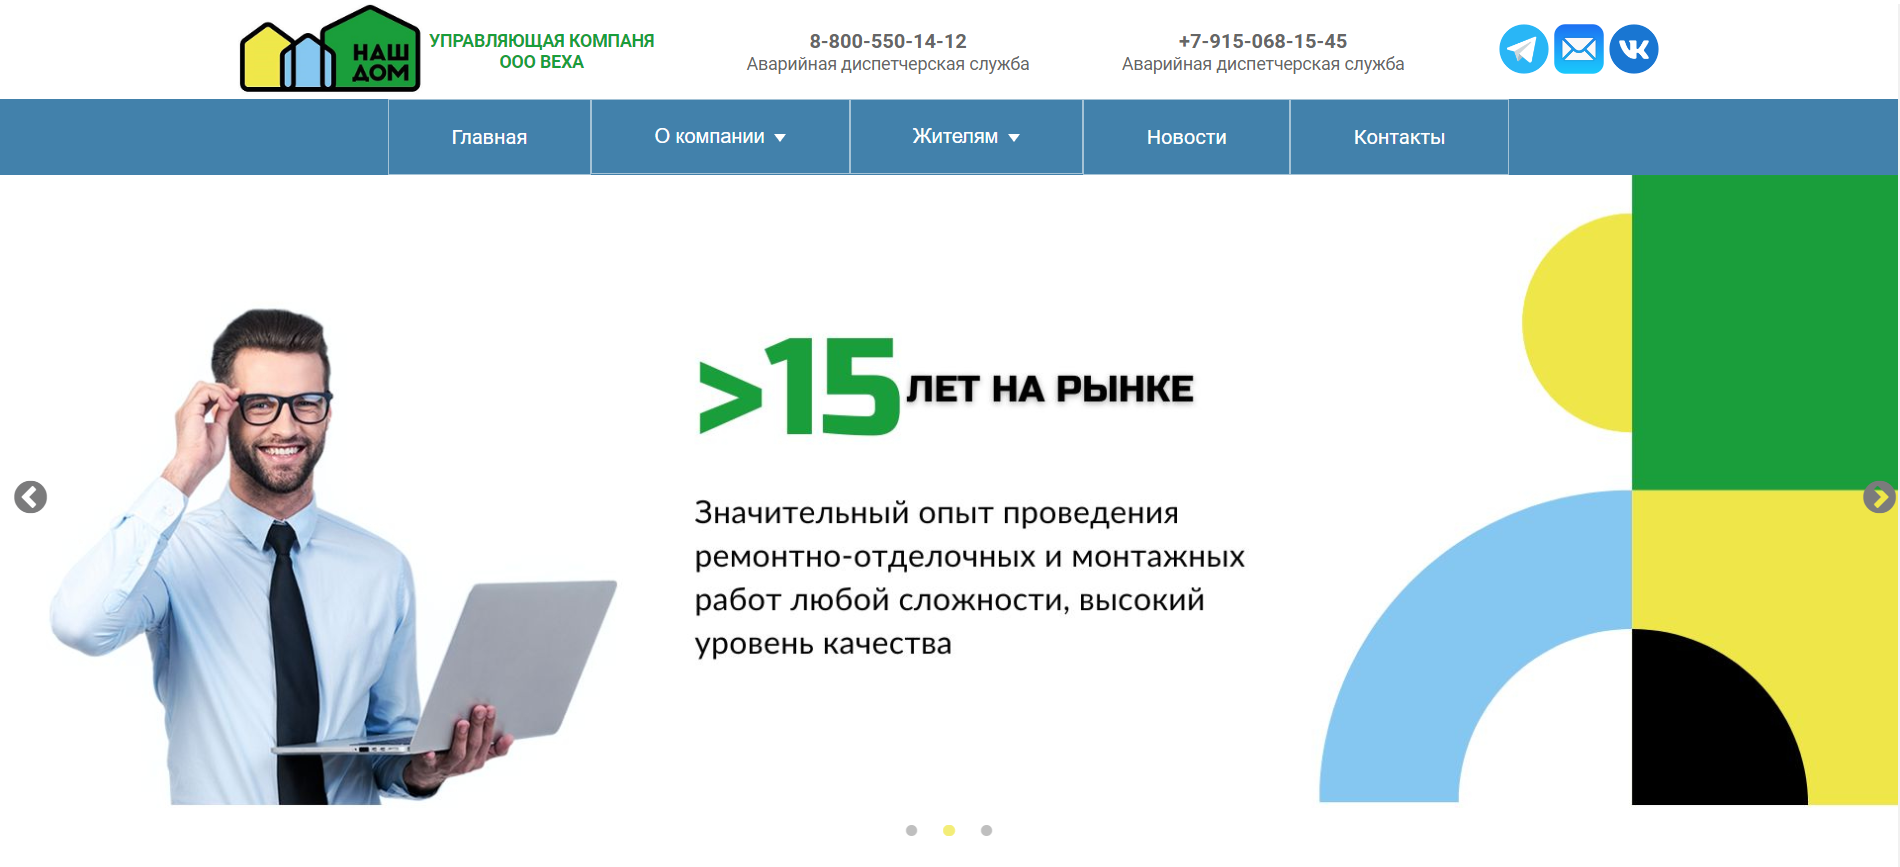 НАШ
ДОМ
УПРАВЛЯЮЩАЯ КОМПАНЯ
ООО ВЕХА
8-800-550-14-12
Аварийная диспетчерская служба
+7-915-068-15-45
Аварийная диспетчерская служба
Главная
О компании
Жителям
Новости
Контакты
>15 ЛЕТ НА РЫНКЕ
Значительный опыт проведения
ремонтно-отделочных и монтажных
работ любой сложности, высокий
уровень качества